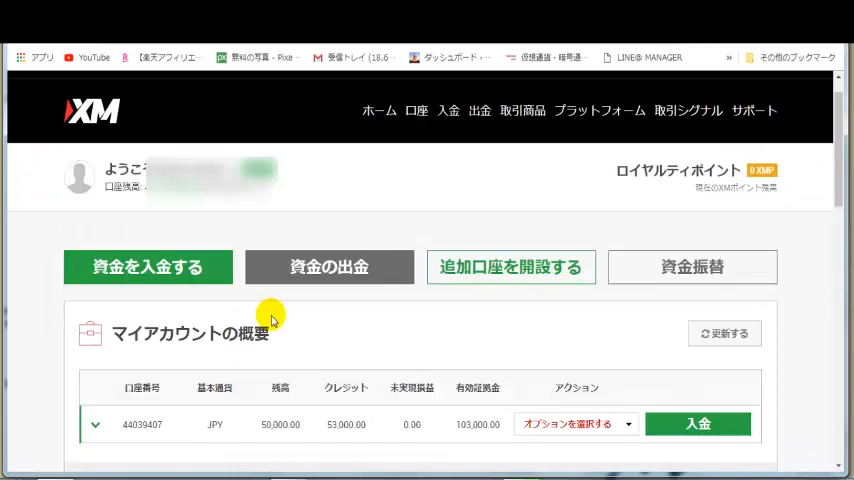 アプリ YouTube 【楽天アフィリエ… 無料の写真 - Pixa… 受信トレイ (18,6… ダッシュボード ‹ -… 仮想通貨・暗号通… LINE@ MANAGER » その他のブックマーク
XM ホーム 口座 入金 出金 取引商品 プラットフォーム 取引シグナル サポート
ようこそ
口座残高:
ロイヤルティポイント 0 XMP
現在のXMポイント残高
資金を入金する 資金の出金 追加口座を開設する 資金振替
マイアカウントの概要 更新する
口座番号 基本通貨 残高 クレジット 未実現損益 有効証拠金 アクション
44039407 JPY 50,000.00 53,000.00 0.00 103,000.00 オプションを選択する 入金